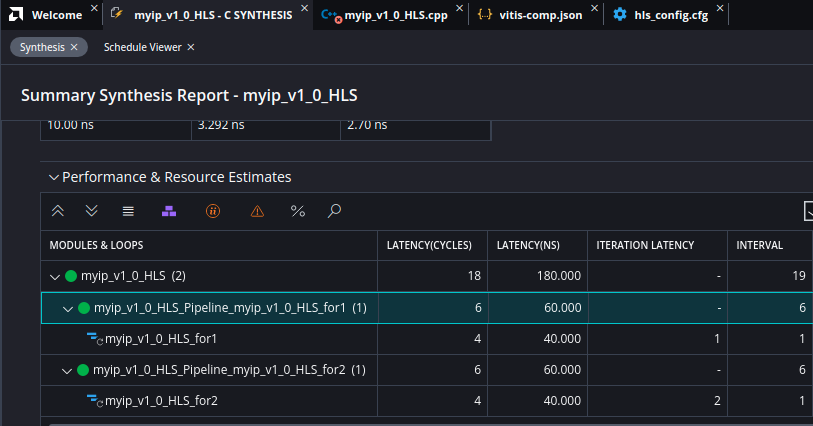 Welcome myip_v1_0_HLS - C SYNTHESIS C++ myip_v1_0_HLS.cpp {.} vitis-comp.json hls_config.cfg
Synthesis Schedule Viewer
Summary Synthesis Report - myip_v1_0_HLS
10.00 ns 3.292 ns 2.70 ns
Performance & Resource Estimates
%
MODULES & LOOPS LATENCY(CYCLES) LATENCY(NS) ITERATION LATENCY INTERVAL
myip_v1_0_HLS (2) 18 180.000 - 19
myip_v1_0_HLS_Pipeline_myip_v1_0_HLS_for1 (1) 6 60.000 - 6
myip_v1_0_HLS_for1 4 40.000 1 1
myip_v1_0_HLS_Pipeline_myip_v1_0_HLS_for2 (1) 6 60.000 - 6
myip_v1_0_HLS_for2 4 40.000 2 1